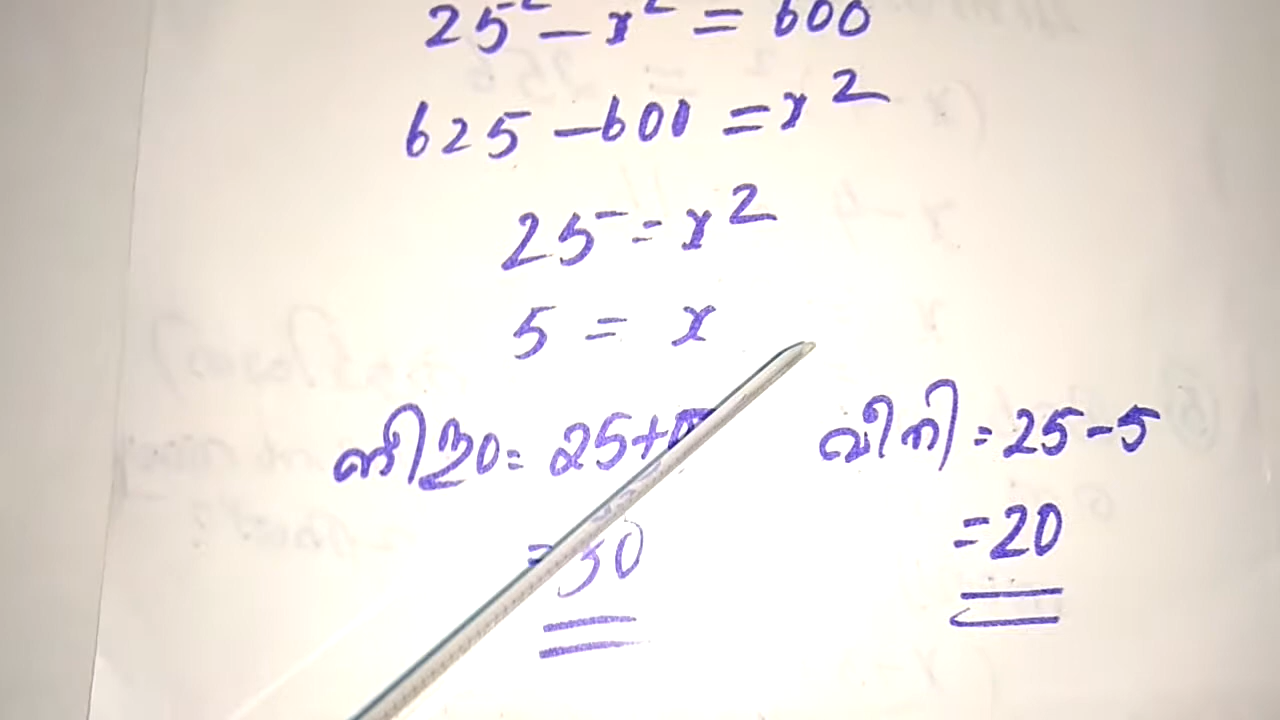 25² - x² = 600
625 - 600 = x²
25 = x²
5 = x
നീളം = 25+5 വീതി = 25-5
= 30 = 20